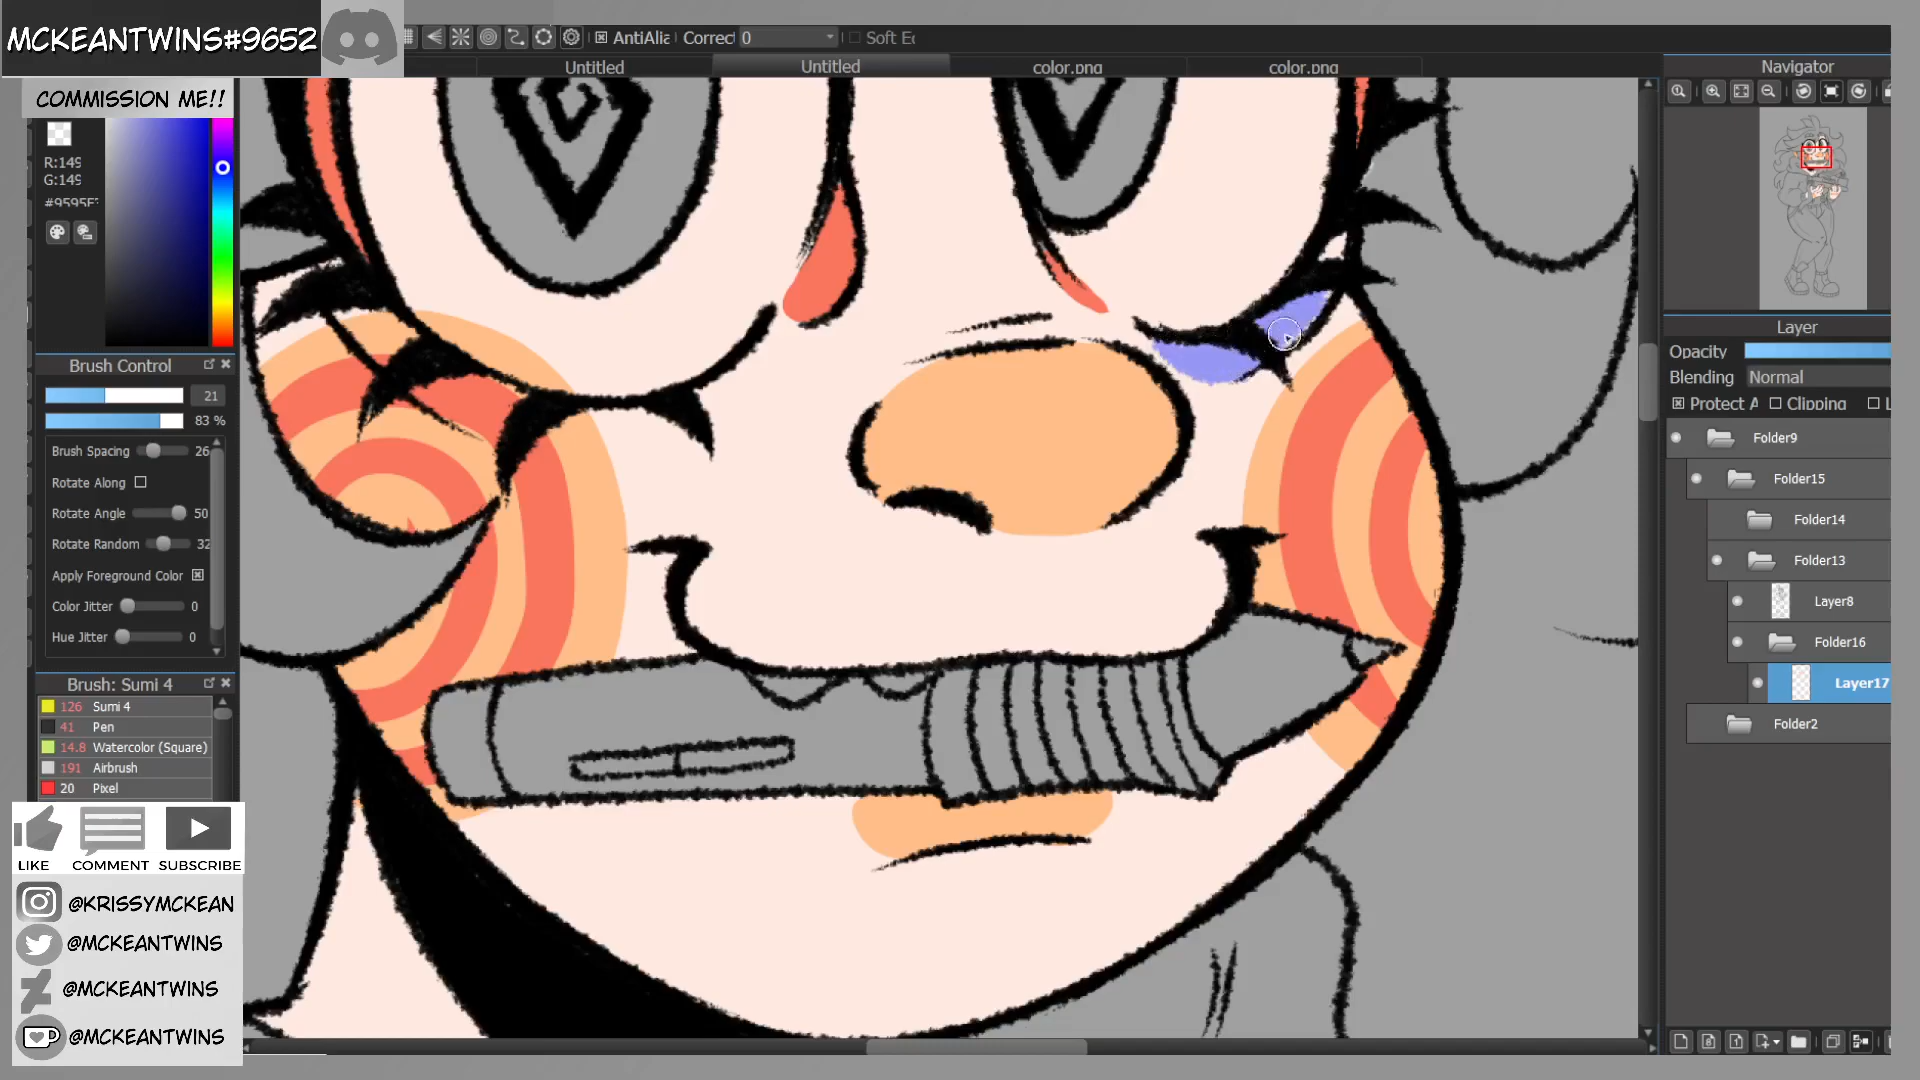 MCKEANTWINS#9652
COMMISSION ME!!
AntiAlia
Correct
0
Soft Ec
Untitled
Untitled
color.png
color.png
Navigator
R:149
G:149
#9595F
Brush Control
21
83 %
Brush Spacing 26
Rotate Along
Rotate Angle 50
Rotate Random 32
Apply Foreground Color
Color Jitter 0
Hue Jitter 0
Brush: Sumi 4
126 Sumi 4
41 Pen
14.8 Watercolor (Square)
191 Airbrush
20 Pixel
LIKE COMMENT SUBSCRIBE
@KRISSYMCKEAN
@MCKEANTWINS
@MCKEANTWINS
@MCKEANTWINS
Layer
Opacity
Blending Normal
Protect A Clipping L
Folder9
Folder15
Folder14
Folder13
Layer8
Folder16
Layer17
Folder2